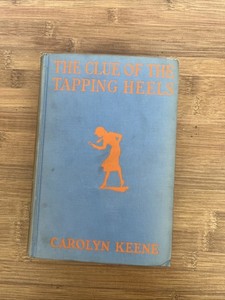 THE CLUE OF THE
TAPPING HEELS
CAROLYN KEENE